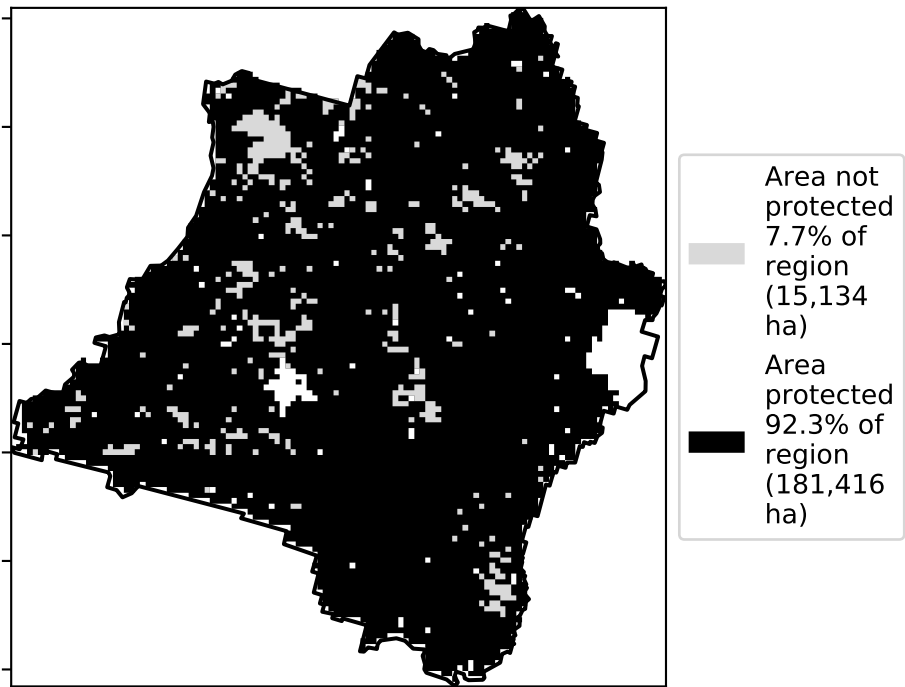 Area not
protected
7.7% of
region
(15,134
ha)
Area
protected
92.3% of
region
(181,416
ha)